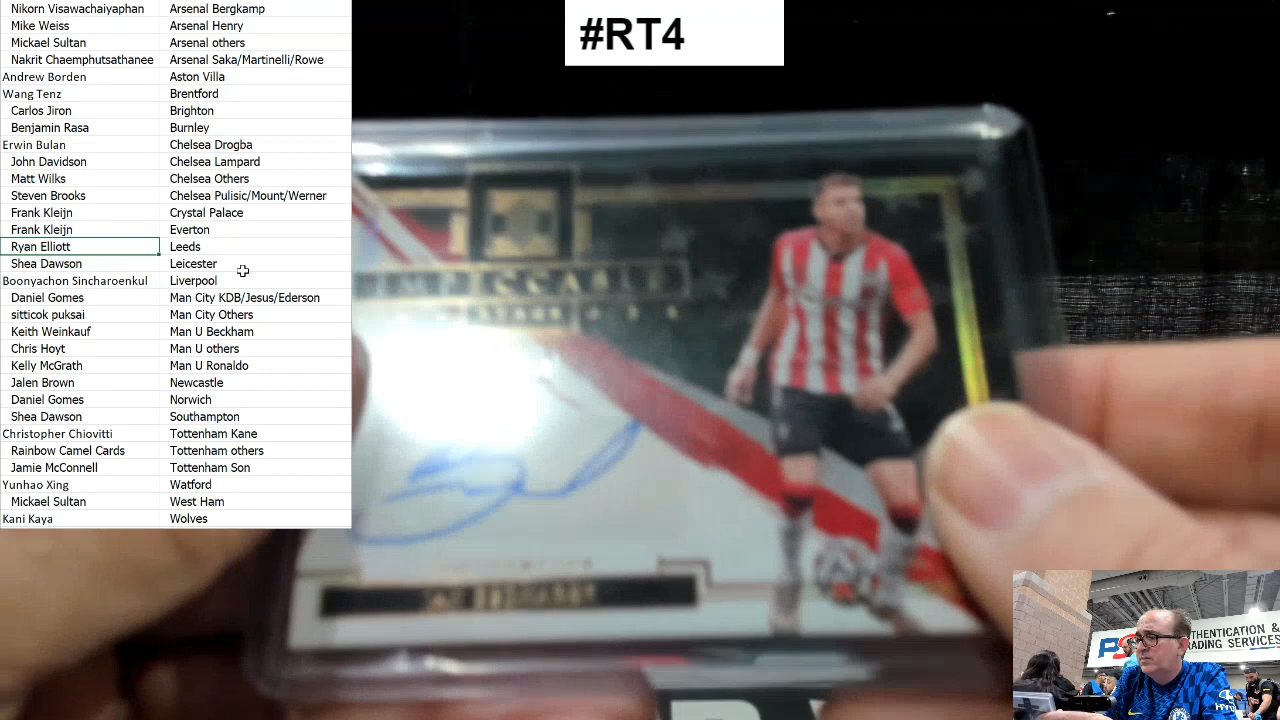 #RT4
Nikorn Visawachaiyaphan Arsenal Bergkamp
Mike Weiss Arsenal Henry
Mickael Sultan Arsenal others
Nakrit Chaemphutsathanee Arsenal Saka/Martinelli/Rowe
Andrew Borden Aston Villa
Wang Tenz Brentford
Carlos Jiron Brighton
Benjamin Rasa Burnley
Erwin Bulan Chelsea Drogba
John Davidson Chelsea Lampard
Matt Wilks Chelsea Others
Steven Brooks Chelsea Pulisic/Mount/Werner
Frank Kleijn Crystal Palace
Frank Kleijn Everton
Ryan Elliott Leeds
Shea Dawson Leicester
Boonyachon Sincharoenkul Liverpool
Daniel Gomes Man City KDB/Jesus/Ederson
sitticok puksai Man City Others
Keith Weinkauf Man U Beckham
Chris Hoyt Man U others
Kelly McGrath Man U Ronaldo
Jalen Brown Newcastle
Daniel Gomes Norwich
Shea Dawson Southampton
Christopher Chiovitti Tottenham Kane
Rainbow Camel Cards Tottenham others
Jamie McConnell Tottenham Son
Yunhao Xing Watford
Mickael Sultan West Ham
Kani Kaya Wolves